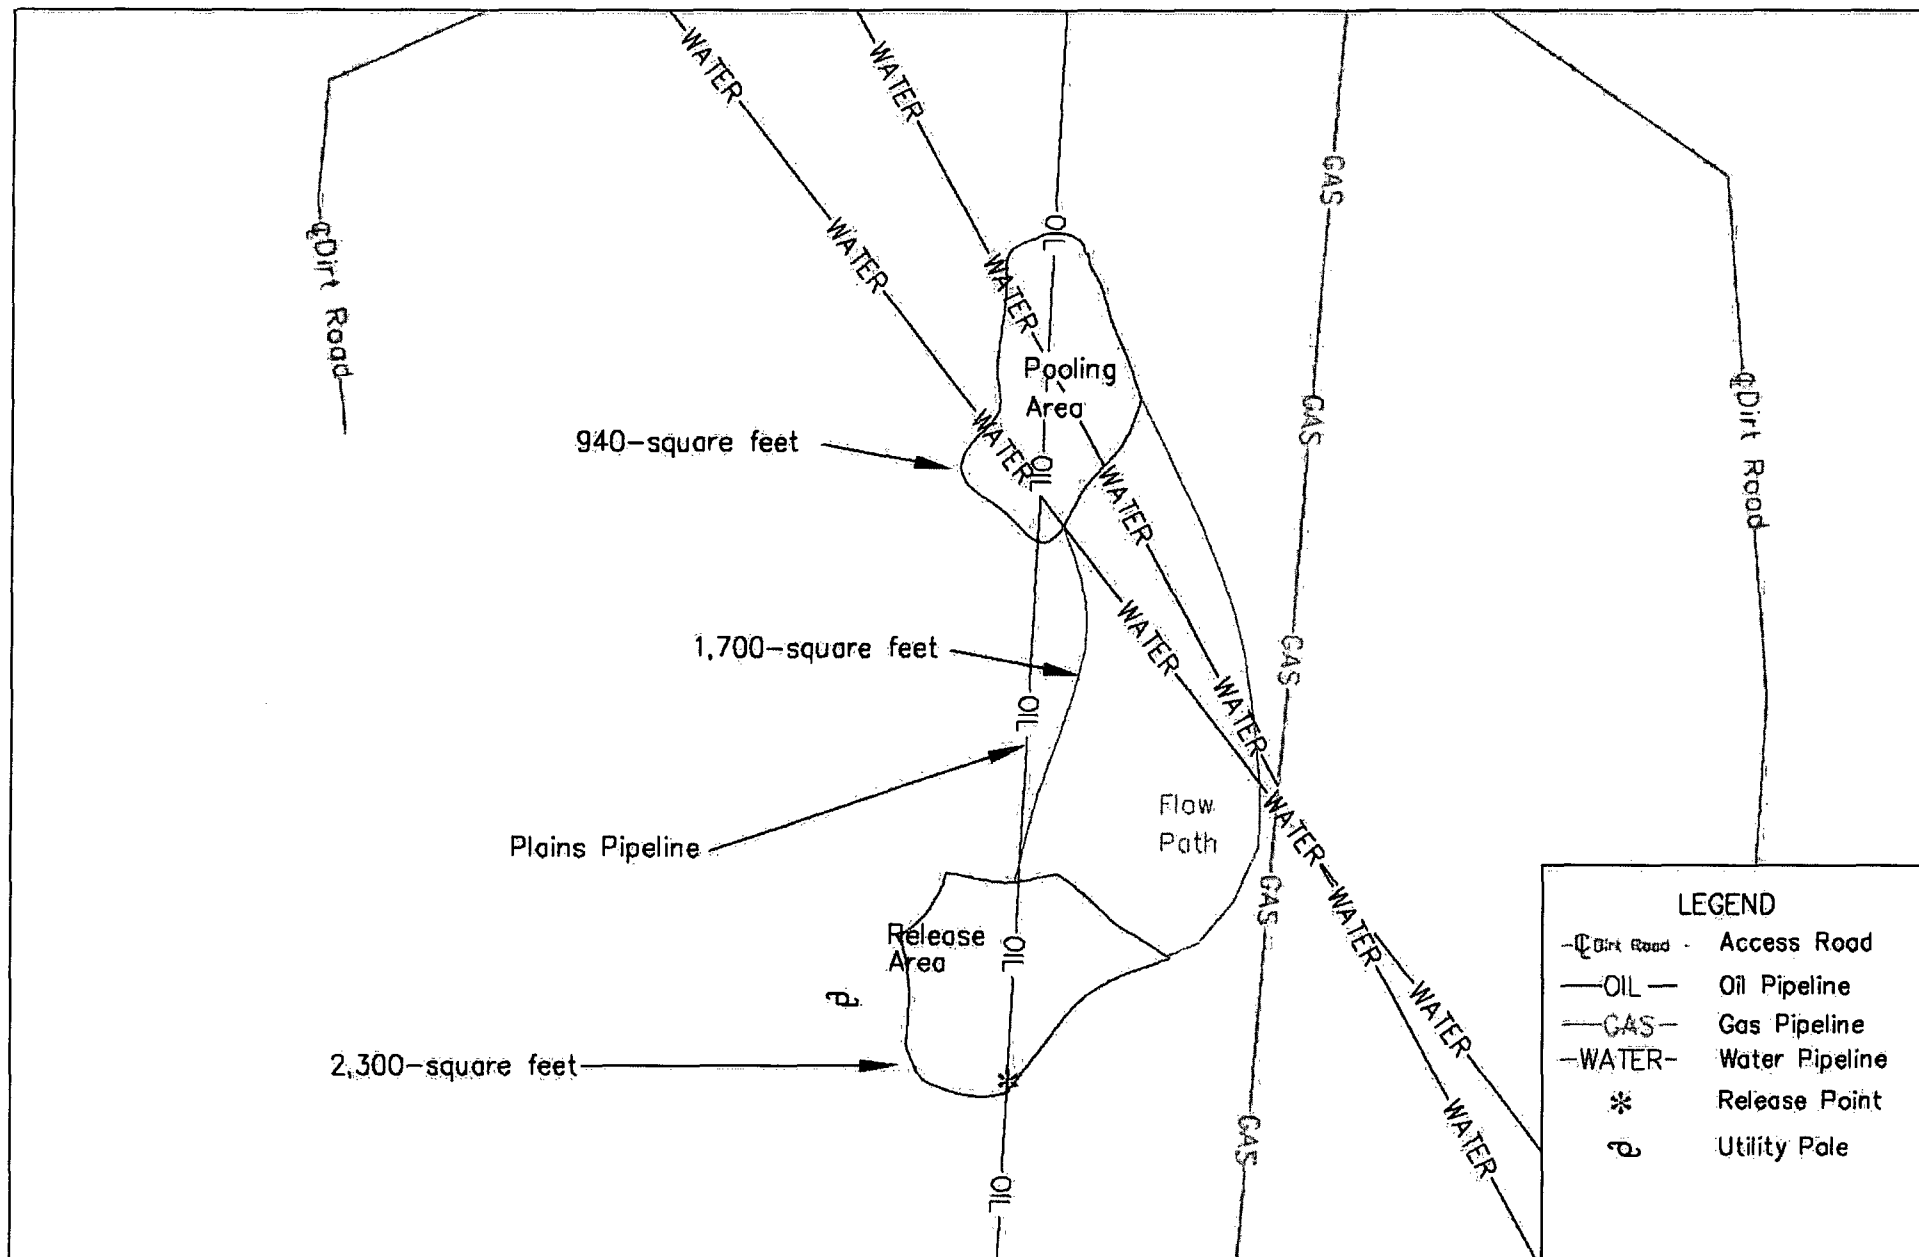 WATER
WATER
GAS
WATER
OIL
℄ Dirt Road
WATER
Pooling
Area
℄ Dirt Road
GAS
WATER
940-square feet
OIL
WATER
WATER
1,700-square feet
GAS
OIL
WATER
Flow
Path
WATER
Plains Pipeline
GAS
WATER
Release
Area
OIL
WATER
2,300-square feet
GAS
WATER
OIL
LEGEND
℄ Dirt Road Access Road
OIL Oil Pipeline
GAS Gas Pipeline
WATER Water Pipeline
* Release Point
Utility Pole